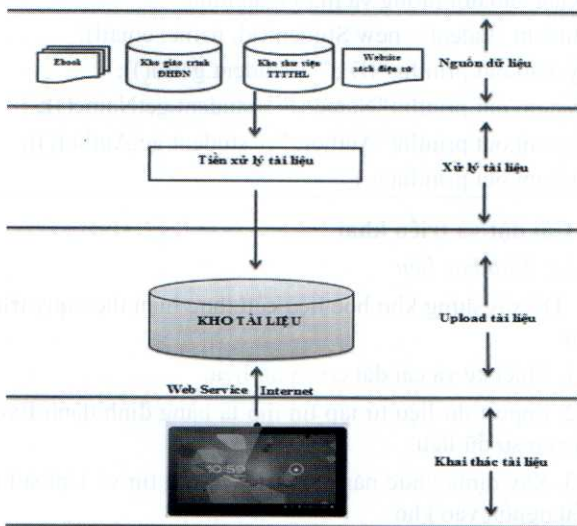 Ebook
Kho giáo trình
ĐHĐN
Kho thư viện
TTTTHL
Website
sách điện tử
Nguồn dữ liệu
Tiền xử lý tài liệu
Xử lý tài liệu
KHO TÀI LIỆU
Upload tài liệu
Web Service Internet
10:59
Khai thác tài liệu